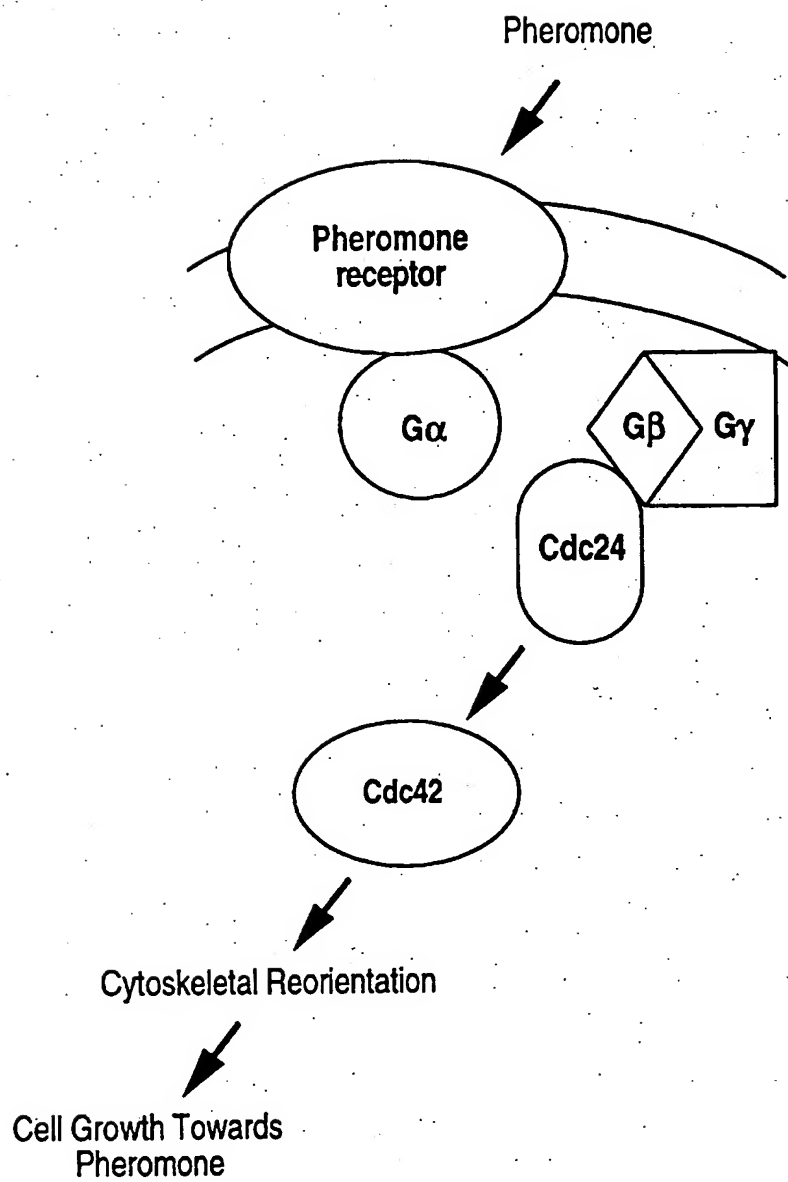 Pheromone
Pheromone
receptor
Gα
Gβ
Gγ
Cdc24
Cdc42
Cytoskeletal Reorientation
Cell Growth Towards
Pheromone